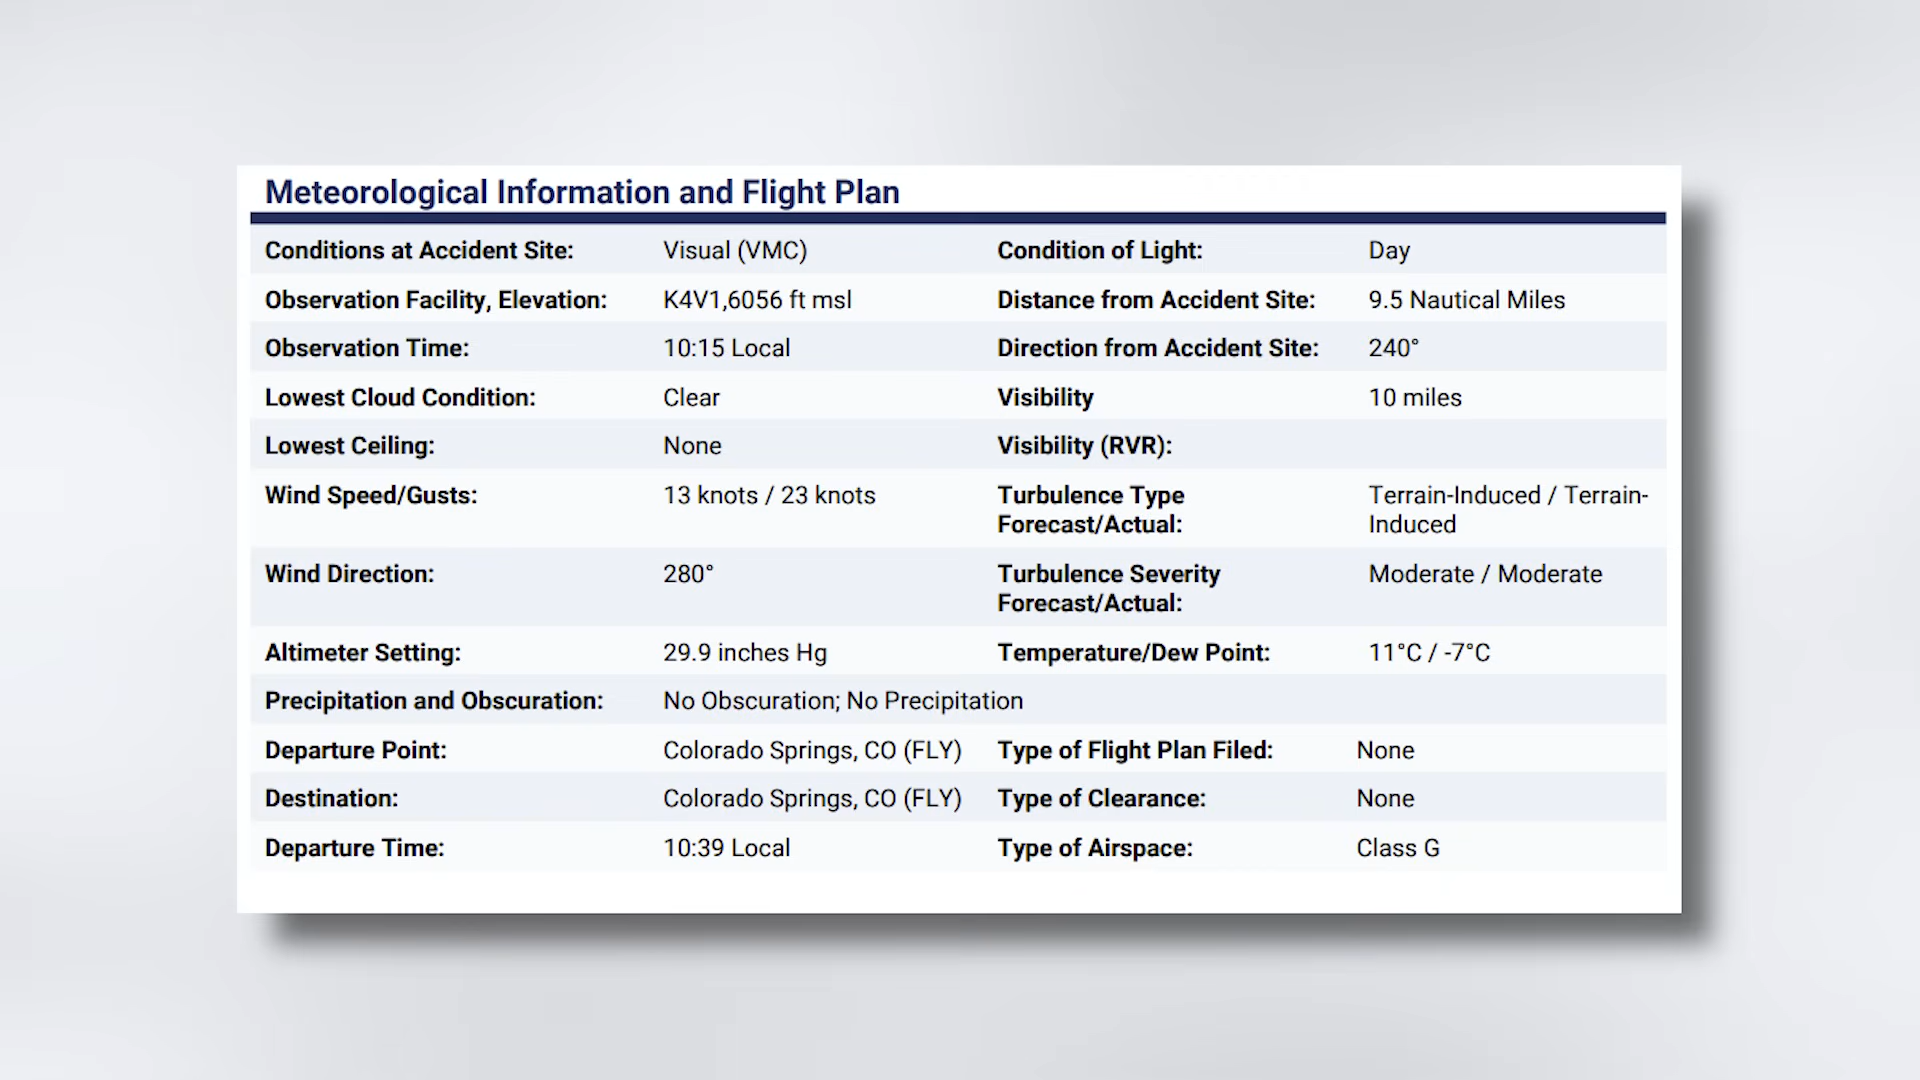 Meteorological Information and Flight Plan
Conditions at Accident Site: Visual (VMC) Condition of Light: Day
Observation Facility, Elevation: K4V1,6056 ft msl Distance from Accident Site: 9.5 Nautical Miles
Observation Time: 10:15 Local Direction from Accident Site: 240°
Lowest Cloud Condition: Clear Visibility 10 miles
Lowest Ceiling: None Visibility (RVR):
Wind Speed/Gusts: 13 knots / 23 knots Turbulence Type Terrain-Induced / Terrain-
Forecast/Actual: Induced
Wind Direction: 280° Turbulence Severity Moderate / Moderate
Forecast/Actual:
Altimeter Setting: 29.9 inches Hg Temperature/Dew Point: 11°C / -7°C
Precipitation and Obscuration: No Obscuration; No Precipitation
Departure Point: Colorado Springs, CO (FLY) Type of Flight Plan Filed: None
Destination: Colorado Springs, CO (FLY) Type of Clearance: None
Departure Time: 10:39 Local Type of Airspace: Class G